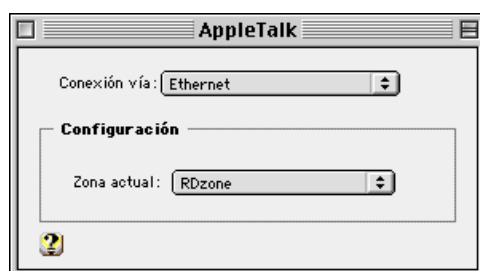 AppleTalk
Conexión vía: Ethernet
Configuración
Zona actual: RDzone